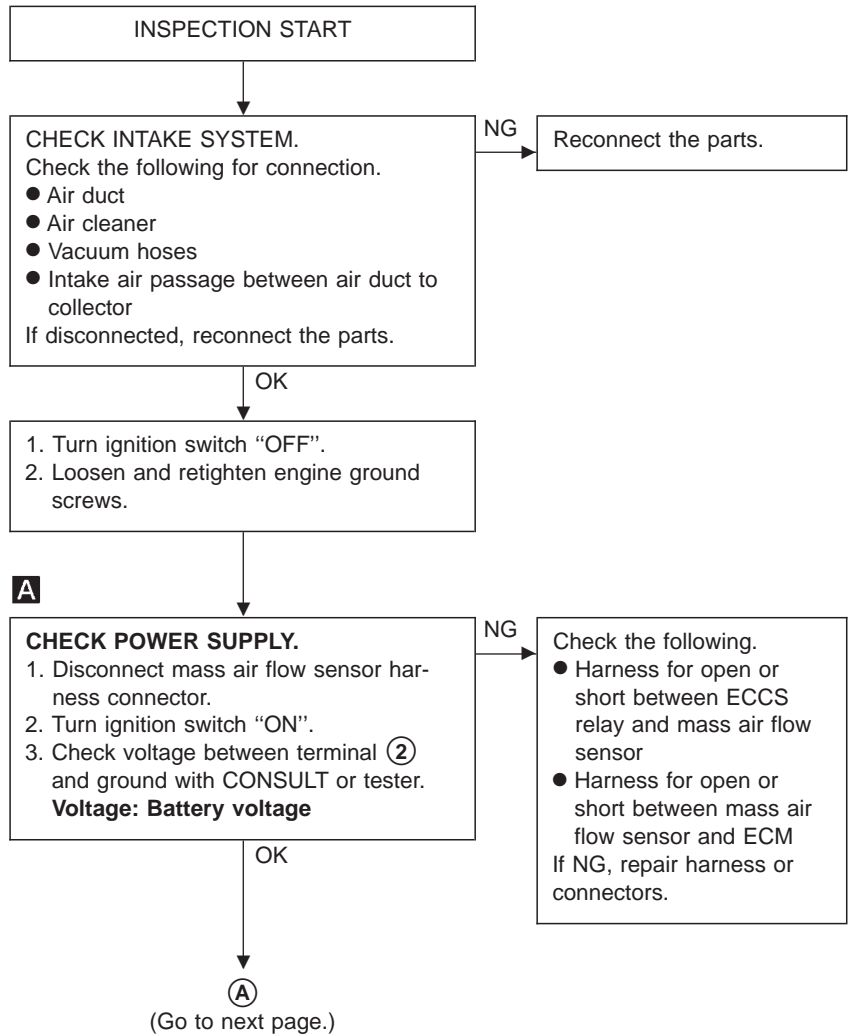 INSPECTION START
CHECK INTAKE SYSTEM.
Check the following for connection.
● Air duct
● Air cleaner
● Vacuum hoses
● Intake air passage between air duct to
collector
If disconnected, reconnect the parts.
NG
Reconnect the parts.
OK
1. Turn ignition switch “OFF”.
2. Loosen and retighten engine ground
screws.
A
CHECK POWER SUPPLY.
1. Disconnect mass air flow sensor har-
ness connector.
2. Turn ignition switch “ON”.
3. Check voltage between terminal ②
and ground with CONSULT or tester.
Voltage: Battery voltage
NG
Check the following.
● Harness for open or
short between ECCS
relay and mass air flow
sensor
● Harness for open or
short between mass air
flow sensor and ECM
If NG, repair harness or
connectors.
OK
Ⓐ
(Go to next page.)